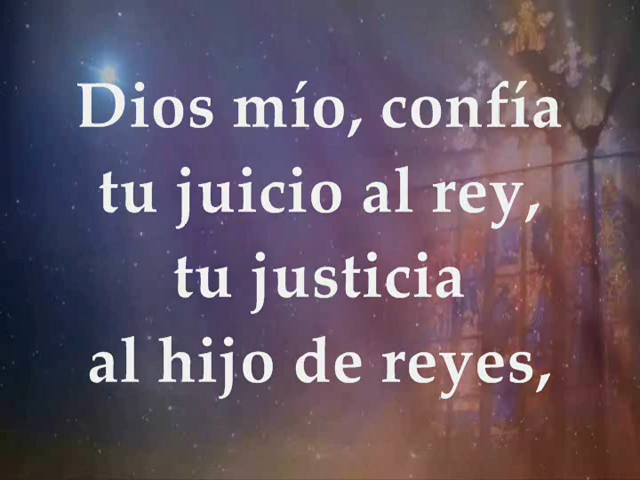 Dios mío, confía
tu juicio al rey,
tu justicia
al hijo de reyes,